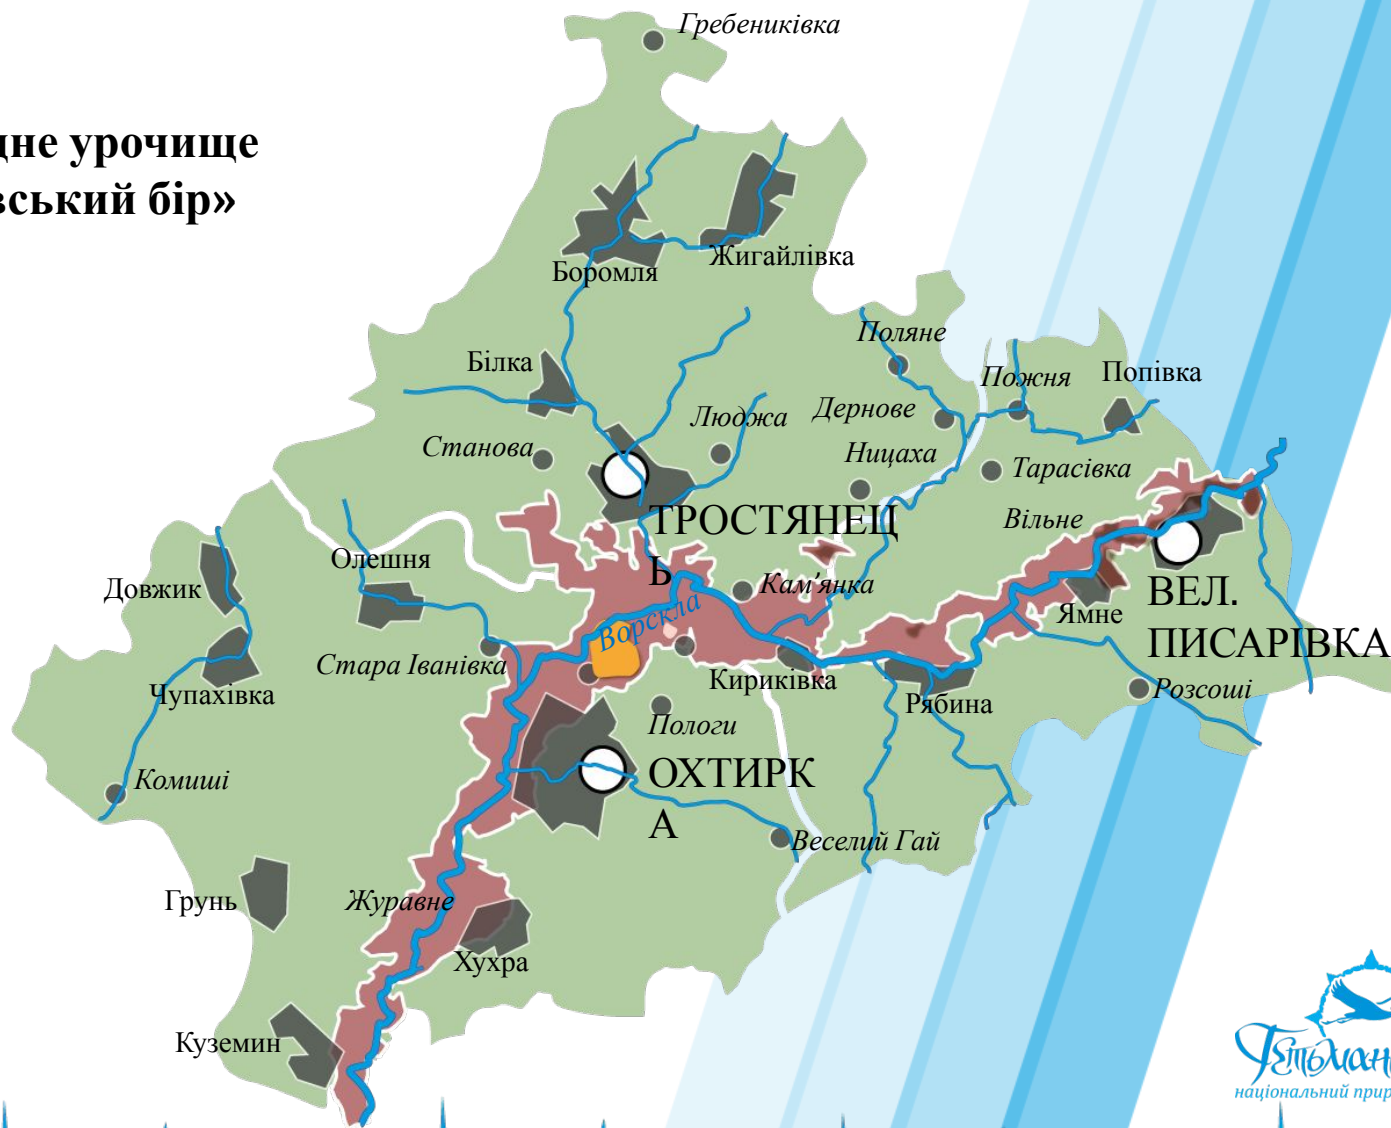 Гребениківка
дне урочище
вський бір»
Жигайлівка
Боромля
Поляне
Білка
Пожня
Попівка
Люджа
Дернове
Станова
Ницаха
Тарасівка
Вільне
ТРОСТЯНЕЦ
Ь
Олешня
Довжик
Кам'янка
ВЕЛ.
ПИСАРІВКА
Ямне
Ворскла
Стара Іванівка
Чупахівка
Кириківка
Рябина
Розсоші
Пологи
Комиші
ОХТИРК
А
Веселий Гай
Грунь
Журавне
Хухра
Куземин
Гетьман
національний прир